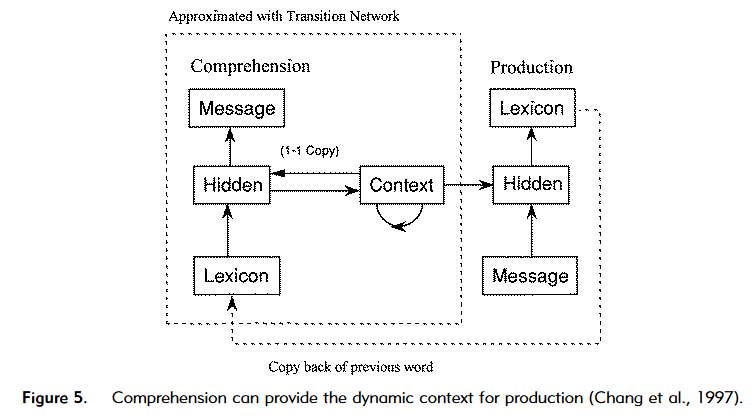 Approximated with Transition Network
Comprehension
Production
Message
Lexicon
(1-1 Copy)
Hidden
Context
Hidden
Lexicon
Message
Copy back of previous word
Figure 5. Comprehension can provide the dynamic context for production (Chang et al., 1997).